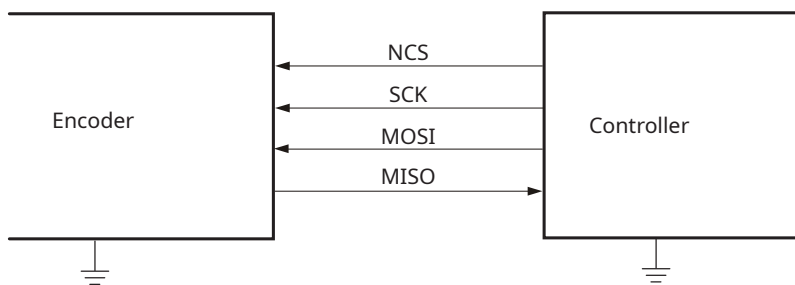 NCS
SCK
Encoder
Controller
MOSI
MISO